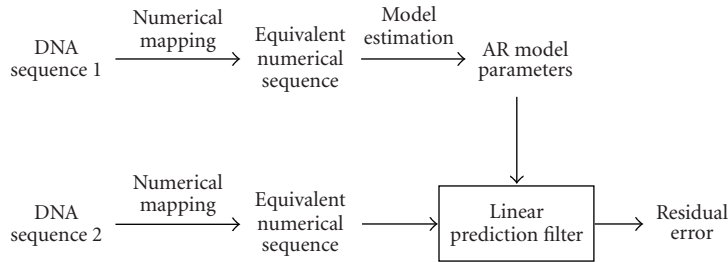 DNA
sequence 1
Numerical
mapping
Equivalent
numerical
sequence
Model
estimation
AR model
parameters
DNA
sequence 2
Numerical
mapping
Equivalent
numerical
sequence
Linear
prediction filter
Residual
error